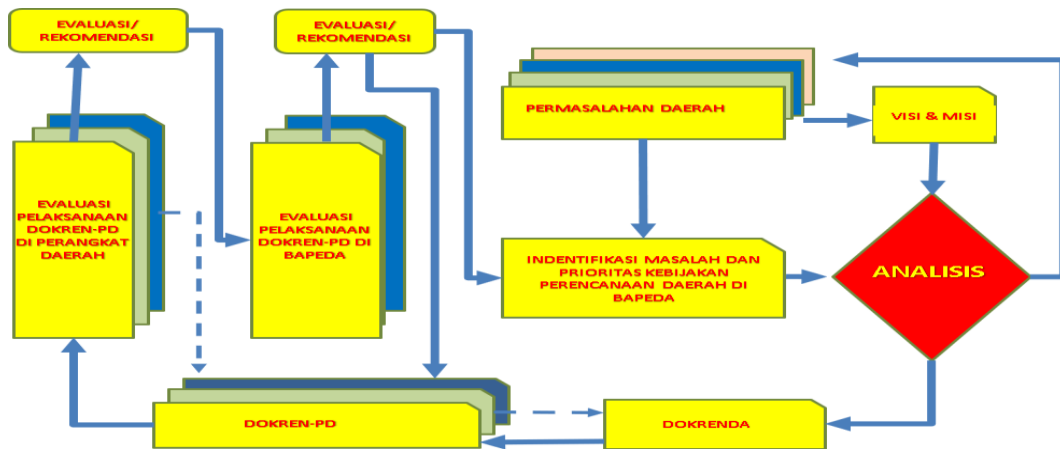 EVALUASI/
REKOMENDASI
EVALUASI/
REKOMENDASI
PERMASALAHAN DAERAH
VISI & MISI
EVALUASI
PELAKSANAAN
DOKREN-PD
DI PERANGKAT
DAERAH
EVALUASI
PELAKSANAAN
DOKREN-PD DI
BAPEDA
INDENTIFIKASI MASALAH DAN
PRIORITAS KEBIJAKAN
PERENCANAAN DAERAH DI
BAPEDA
ANALISIS
DOKREN-PD
DOKRENDA